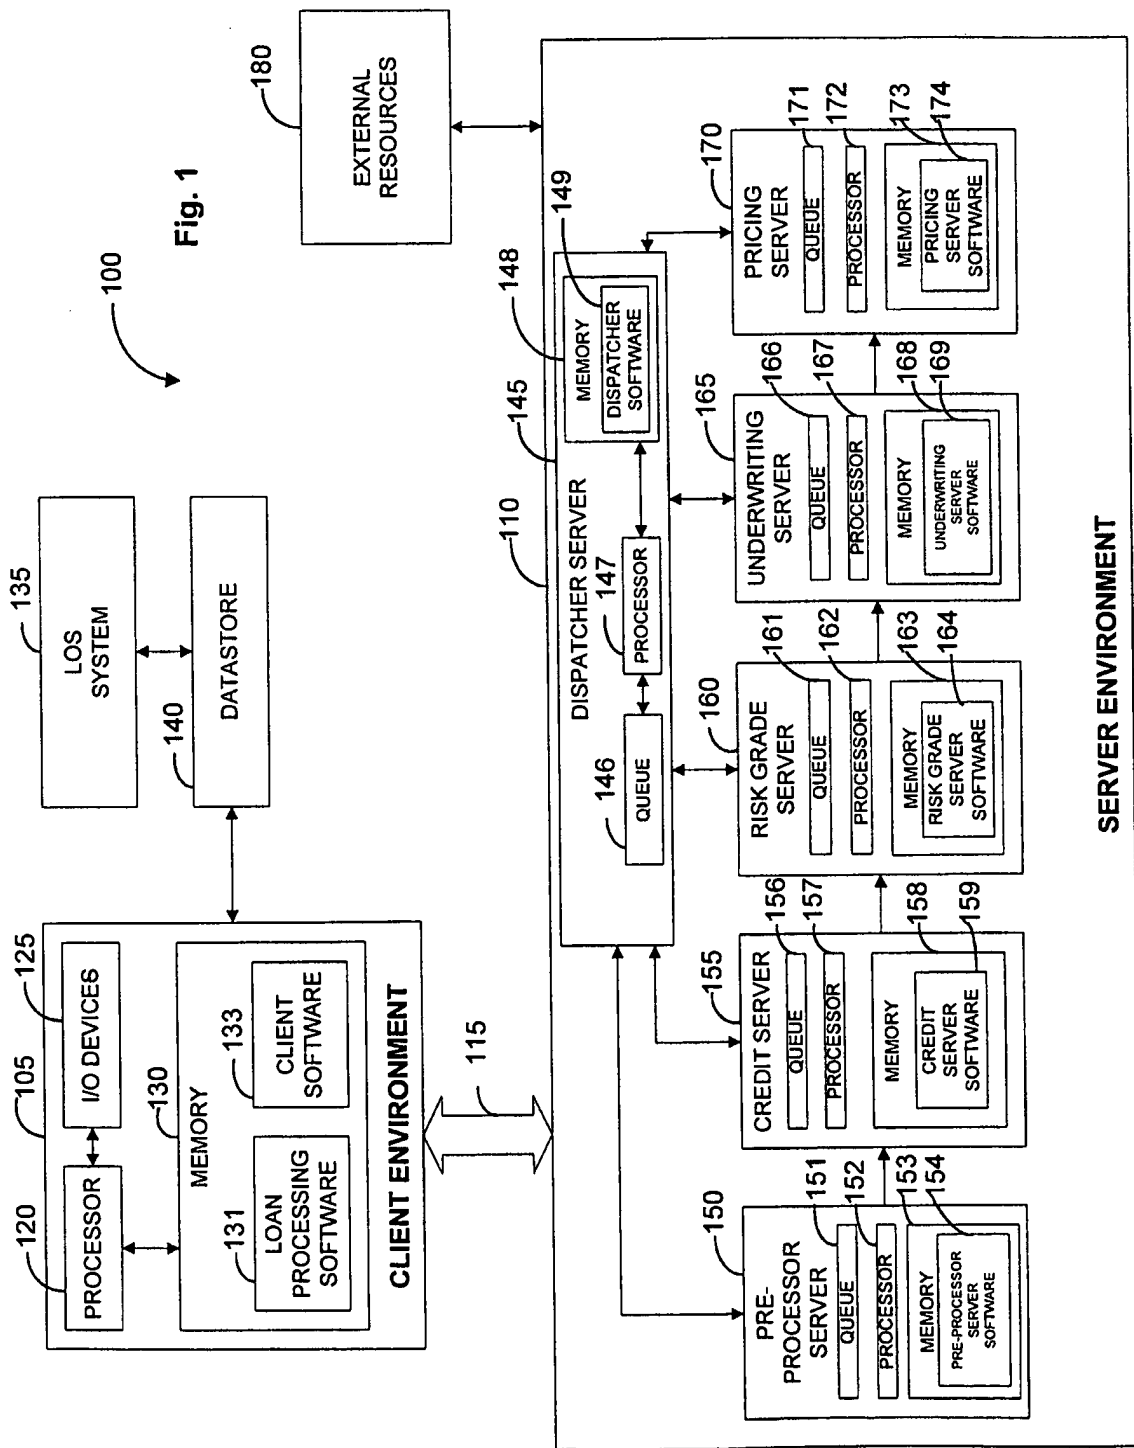 Fig. 1
100
135
LOS
SYSTEM
140
DATASTORE
180
EXTERNAL
RESOURCES
105
120
PROCESSOR
125
I/O DEVICES
130
MEMORY
131
LOAN
PROCESSING
SOFTWARE
133
CLIENT
SOFTWARE
CLIENT ENVIRONMENT
115
110
145
DISPATCHER SERVER
146
QUEUE
147
PROCESSOR
148
MEMORY
149
DISPATCHER
SOFTWARE
150
PRE-
PROCESSOR
SERVER
151
QUEUE
152
PROCESSOR
153
MEMORY
154
PRE-PROCESSOR
SERVER
SOFTWARE
155
CREDIT SERVER
156
QUEUE
157
PROCESSOR
158
MEMORY
159
CREDIT
SERVER
SOFTWARE
160
RISK GRADE
SERVER
161
QUEUE
162
PROCESSOR
163
MEMORY
164
RISK GRADE
SERVER
SOFTWARE
165
UNDERWRITING
SERVER
166
QUEUE
167
PROCESSOR
168
MEMORY
169
UNDERWRITING
SERVER
SOFTWARE
170
PRICING
SERVER
171
QUEUE
172
PROCESSOR
173
MEMORY
174
PRICING
SERVER
SOFTWARE
SERVER ENVIRONMENT